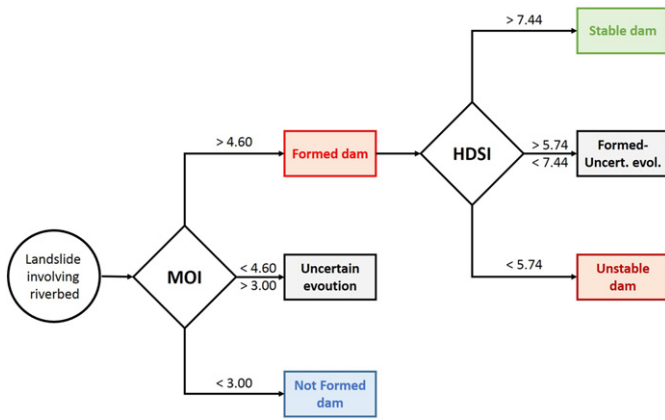 > 7.44
Stable dam
> 4.60
Formed dam
HDSI
> 5.74
< 7.44
Formed-
Uncert. evol.
Landslide
involving
riverbed
MOI
< 4.60
> 3.00
Uncertain
evoution
< 5.74
Unstable
dam
< 3.00
Not Formed
dam